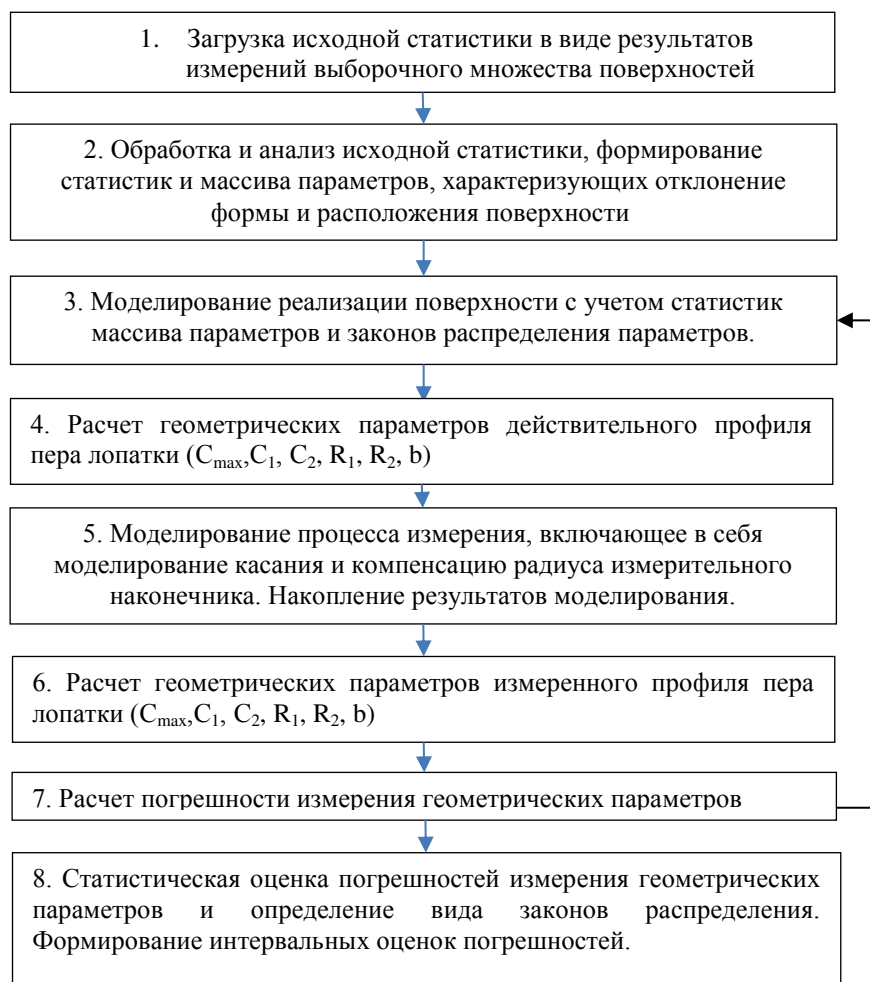 1. Загрузка исходной статистики в виде результатов
измерений выборочного множества поверхностей
2. Обработка и анализ исходной статистики, формирование
статистик и массива параметров, характеризующих отклонение
формы и расположения поверхности
3. Моделирование реализации поверхности с учетом статистик
массива параметров и законов распределения параметров.
4. Расчет геометрических параметров действительного профиля
пера лопатки (Cmax,C1, C2, R1, R2, b)
5. Моделирование процесса измерения, включающее в себя
моделирование касания и компенсацию радиуса измерительного
наконечника. Накопление результатов моделирования.
6. Расчет геометрических параметров измеренного профиля пера
лопатки (Cmax,C1, C2, R1, R2, b)
7. Расчет погрешности измерения геометрических параметров
8. Статистическая оценка погрешностей измерения геометрических
параметров и определение вида законов распределения.
Формирование интервальных оценок погрешностей.